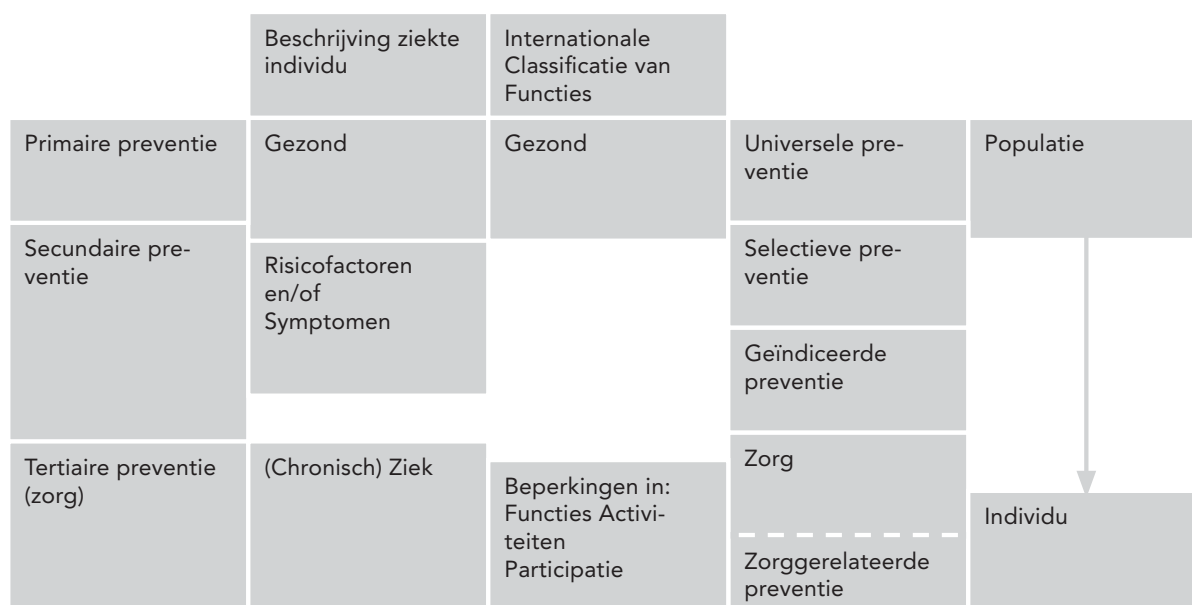 Beschrijving ziekte
individu
Internationale
Classificatie van
Functies
Primaire preventie
Gezond
Gezond
Universele pre-
ventie
Populatie
Secundaire pre-
ventie
Risicofactoren
en/of
Symptomen
Selectieve pre-
ventie
Geïndiceerde
preventie
Tertiaire preventie
(zorg)
(Chronisch) Ziek
Beperkingen in:
Functies Activi-
teiten
Participatie
Zorg
Zorggerelateerde
preventie
Individu